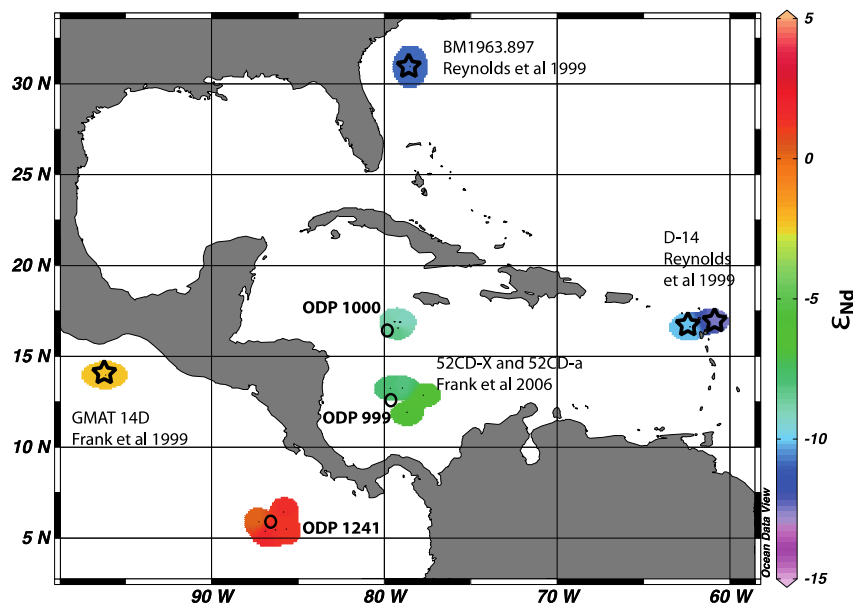 BM1963.897
Reynolds et al 1999
D-14
Reynolds
et al 1999
ODP 1000
52CD-X and 52CD-a
Frank et al 2006
ODP 999
GMAT 14D
Frank et al 1999
ODP 1241
30 N
25 N
20 N
15 N
10 N
5 N
90 W
80 W
70 W
60 W
Ocean Data View
5
0
-5
-10
-15
εNd